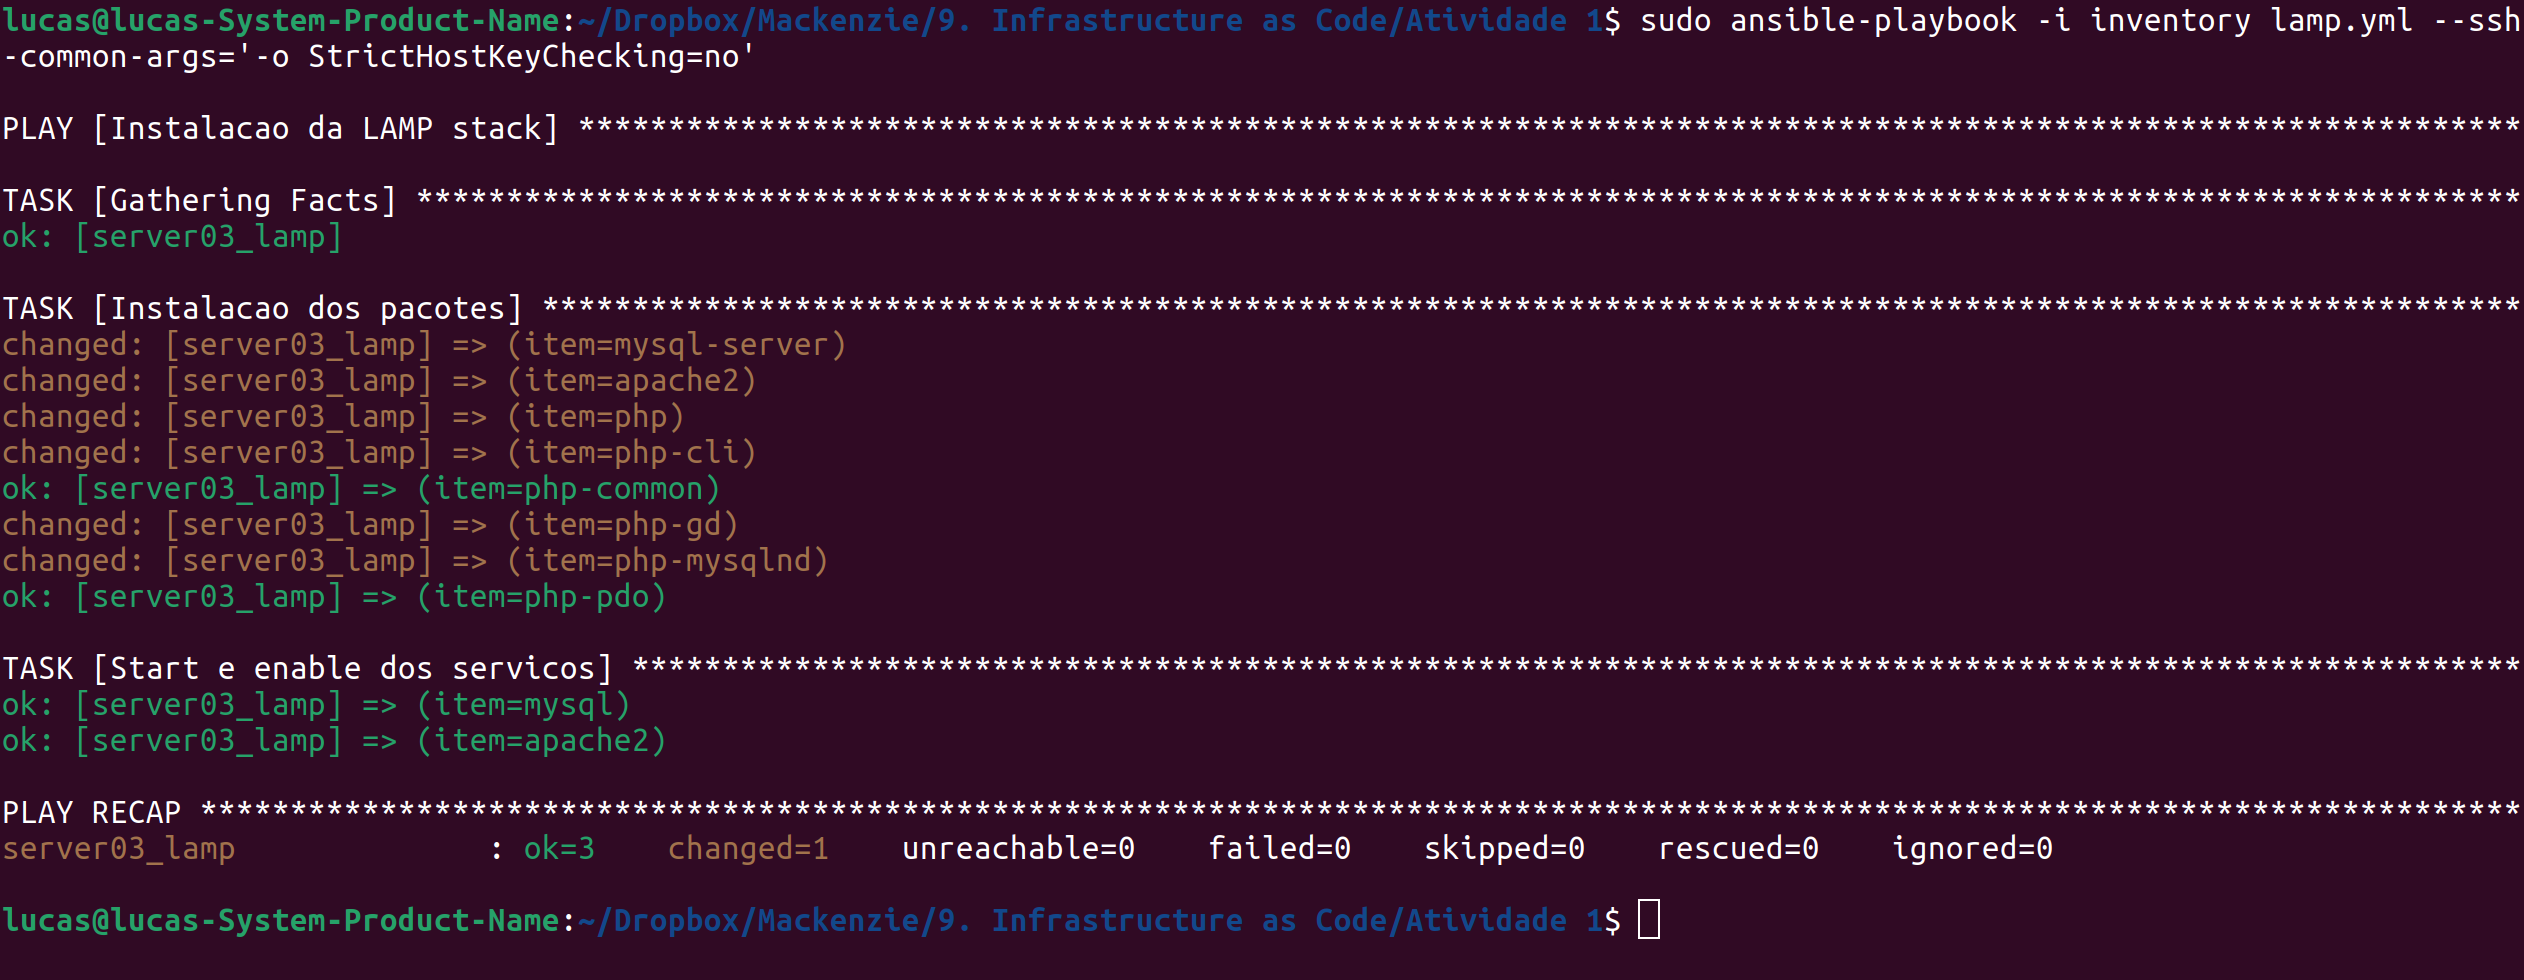 lucas@lucas-System-Product-Name:~/Dropbox/Mackenzie/9. Infrastructure as Code/Atividade 1$ sudo ansible-playbook -i inventory lamp.yml --ssh
-common-args='-o StrictHostKeyChecking=no'
PLAY [Instalacao da LAMP stack] ************************************************************************************************************
TASK [Gathering Facts] *********************************************************************************************************************
ok: [server03_lamp]
TASK [Instalacao dos pacotes] **************************************************************************************************************
changed: [server03_lamp] => (item=mysql-server)
changed: [server03_lamp] => (item=apache2)
changed: [server03_lamp] => (item=php)
changed: [server03_lamp] => (item=php-cli)
ok: [server03_lamp] => (item=php-common)
changed: [server03_lamp] => (item=php-gd)
changed: [server03_lamp] => (item=php-mysqlnd)
ok: [server03_lamp] => (item=php-pdo)
TASK [Start e enable dos servicos] *********************************************************************************************************
ok: [server03_lamp] => (item=mysql)
ok: [server03_lamp] => (item=apache2)
PLAY RECAP *********************************************************************************************************************************
server03_lamp              : ok=3    changed=1    unreachable=0    failed=0    skipped=0    rescued=0    ignored=0
lucas@lucas-System-Product-Name:~/Dropbox/Mackenzie/9. Infrastructure as Code/Atividade 1$